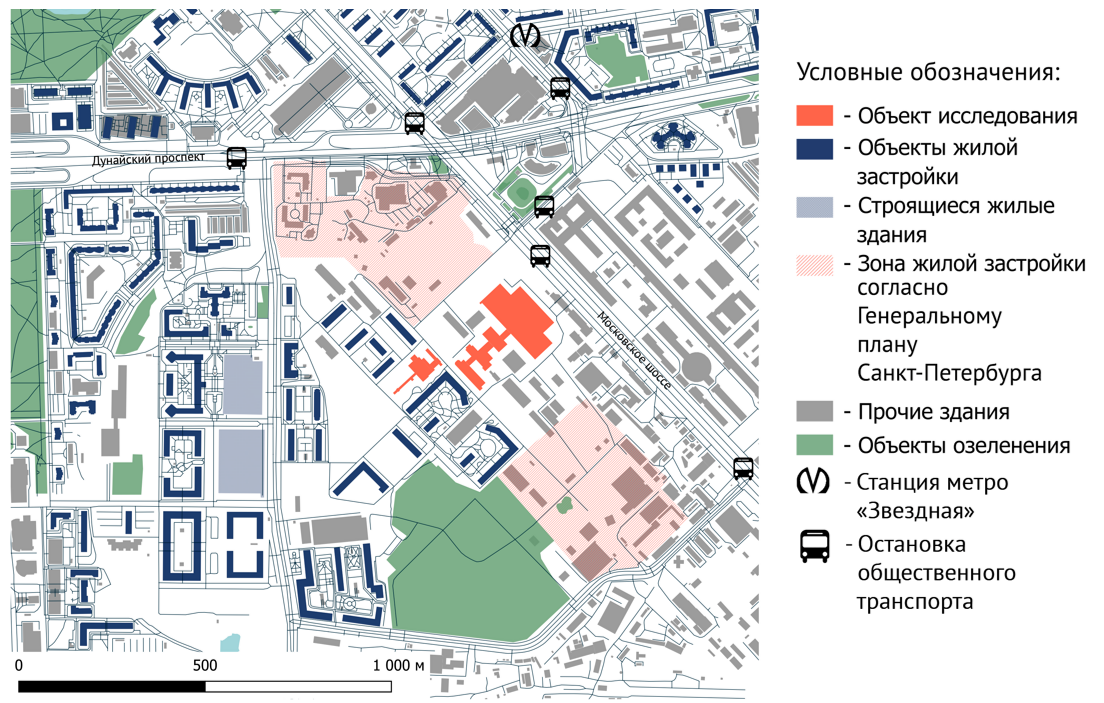 Дунайский проспект
Московское шоссе
0 500 1 000 м
Условные обозначения:
- Объект исследования
- Объекты жилой
застройки
- Строящиеся жилые
здания
- Зона жилой застройки
согласно
Генеральному
плану
Санкт-Петербурга
- Прочие здания
- Объекты озеленения
- Станция метро
«Звездная»
- Остановка
общественного
транспорта